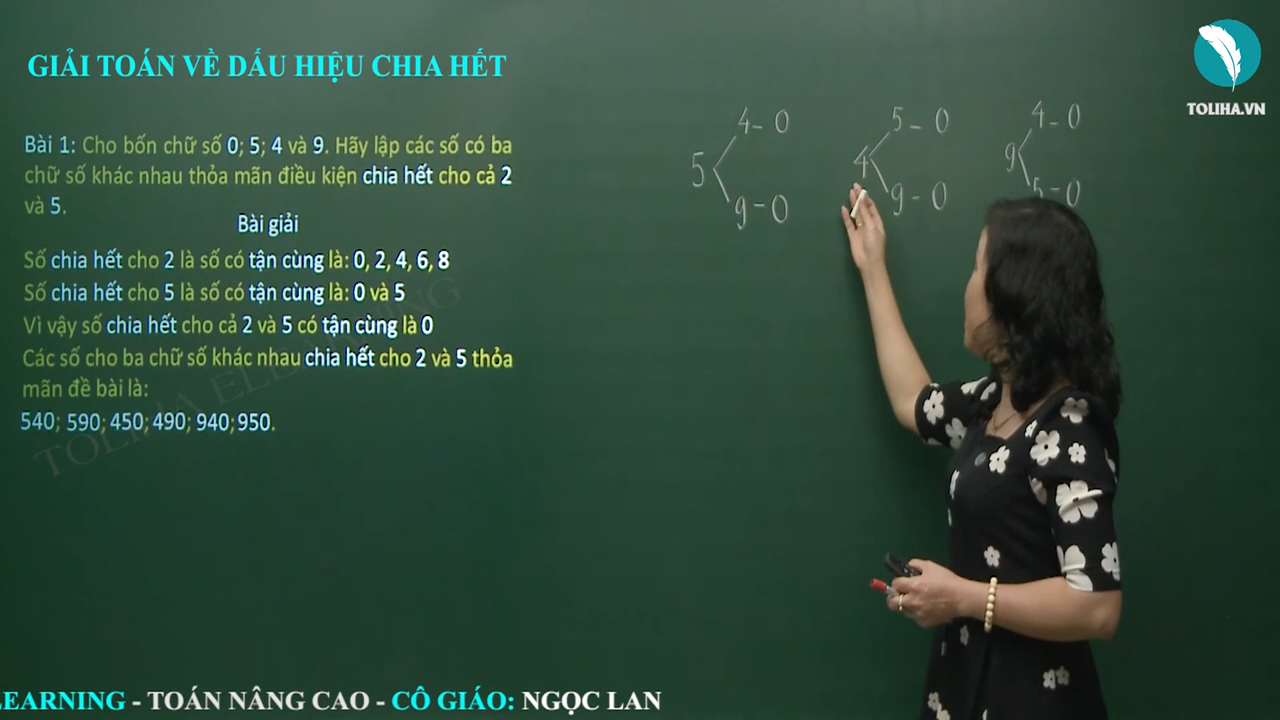 GIẢI TOÁN VỀ DẤU HIỆU CHIA HẾT
TOLIHA.VN
Bài 1: Cho bốn chữ số 0; 5; 4 và 9. Hãy lập các số có ba
chữ số khác nhau thỏa mãn điều kiện chia hết cho cả 2
và 5.
Bài giải
Số chia hết cho 2 là số có tận cùng là: 0, 2, 4, 6, 8
Số chia hết cho 5 là số có tận cùng là: 0 và 5
Vì vậy số chia hết cho cả 2 và 5 có tận cùng là 0
Các số cho ba chữ số khác nhau chia hết cho 2 và 5 thỏa
mãn đề bài là:
540; 590; 450; 490; 940; 950.
4 - 0
5
9 - 0
5 - 0
4
9 - 0
4 - 0
9
5 - 0
LEARNING - TOÁN NÂNG CAO - CÔ GIÁO: NGỌC LAN